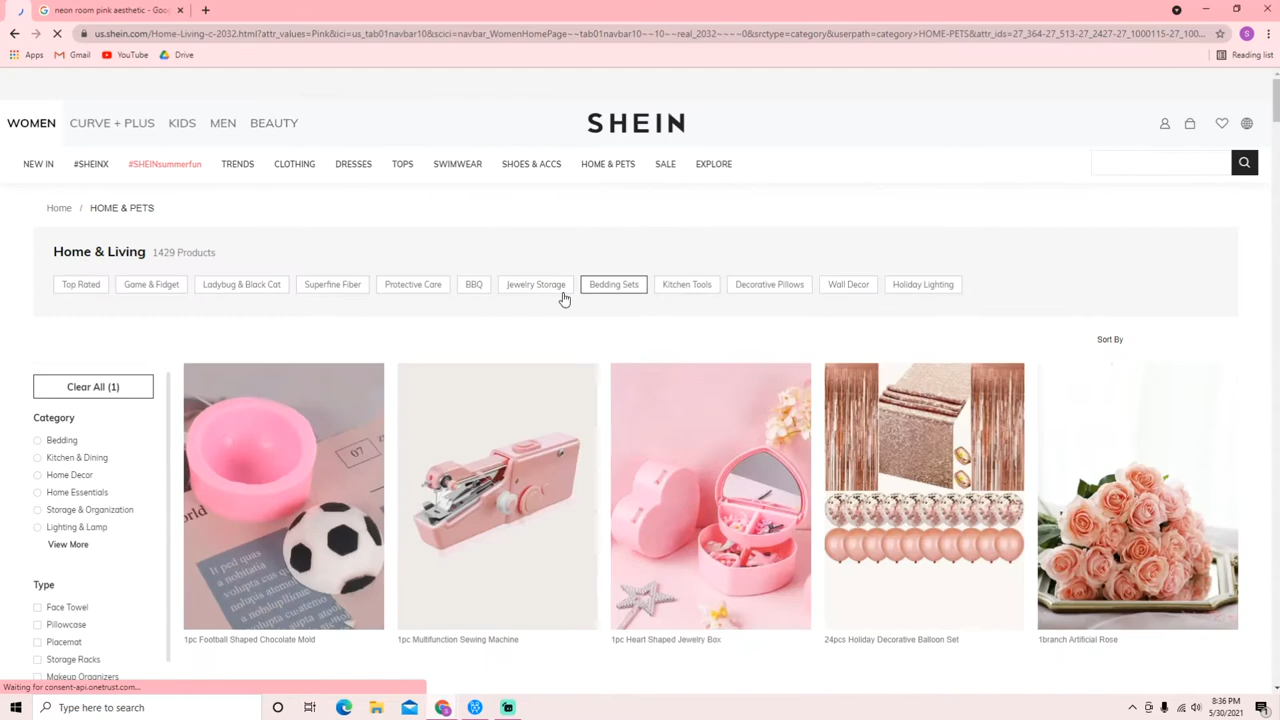 neon room pink aesthetic - Goo
us.shein.com/Home-Living-c-2032.html?attr_values=Pink&ici=us_tab01navbar10&scici=navbar_WomenHomePage~~tab01navbar10~~10~~real_2032~~~~0&srctype=category&userpath=category>HOME-PETS&attr_ids=27_364-27_513-27_2427-27_1000115-27_100...
S
Apps
Gmail
YouTube
Drive
Reading list
WOMEN
CURVE + PLUS
KIDS
MEN
BEAUTY
SHEIN
NEW IN
#SHEINX
#SHEINsummerfun
TRENDS
CLOTHING
DRESSES
TOPS
SWIMWEAR
SHOES & ACCS
HOME & PETS
SALE
EXPLORE
Home / HOME & PETS
Home & Living 1429 Products
Top Rated
Game & Fidget
Ladybug & Black Cat
Superfine Fiber
Protective Care
BBQ
Jewelry Storage
Bedding Sets
Kitchen Tools
Decorative Pillows
Wall Decor
Holiday Lighting
Sort By
Clear All (1)
Category
Bedding
Kitchen & Dining
Home Decor
Home Essentials
Storage & Organization
Lighting & Lamp
View More
Type
Face Towel
Pillowcase
Placemat
Storage Racks
Makeup Organizers
07
1pc Football Shaped Chocolate Mold
1pc Multifunction Sewing Machine
1pc Heart Shaped Jewelry Box
24pcs Holiday Decorative Balloon Set
1branch Artificial Rose
Waiting for consent-api.onetrust.com...
Type here to search
8:36 PM
5/30/2021